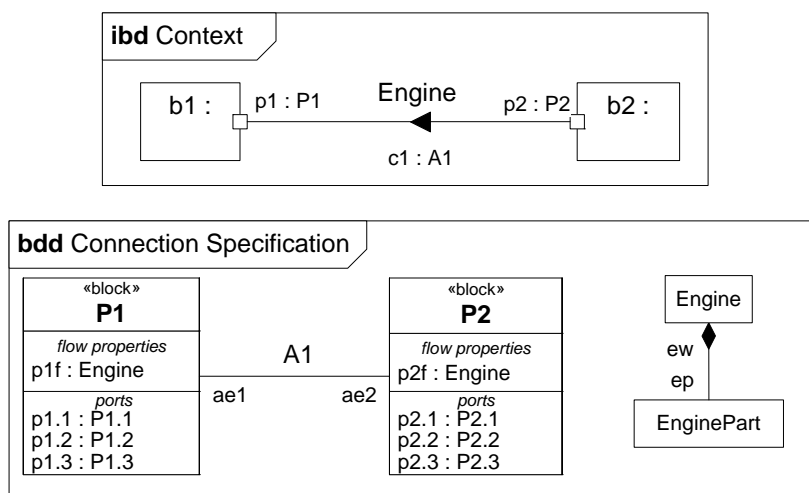 ibd Context
b1 :
p1 : P1
Engine
p2 : P2
b2 :
c1 : A1
bdd Connection Specification
«block»
P1
flow properties
p1f : Engine
ports
p1.1 : P1.1
p1.2 : P1.2
p1.3 : P1.3
A1
ae1
ae2
«block»
P2
flow properties
p2f : Engine
ports
p2.1 : P2.1
p2.2 : P2.2
p2.3 : P2.3
Engine
ew
ep
EnginePart